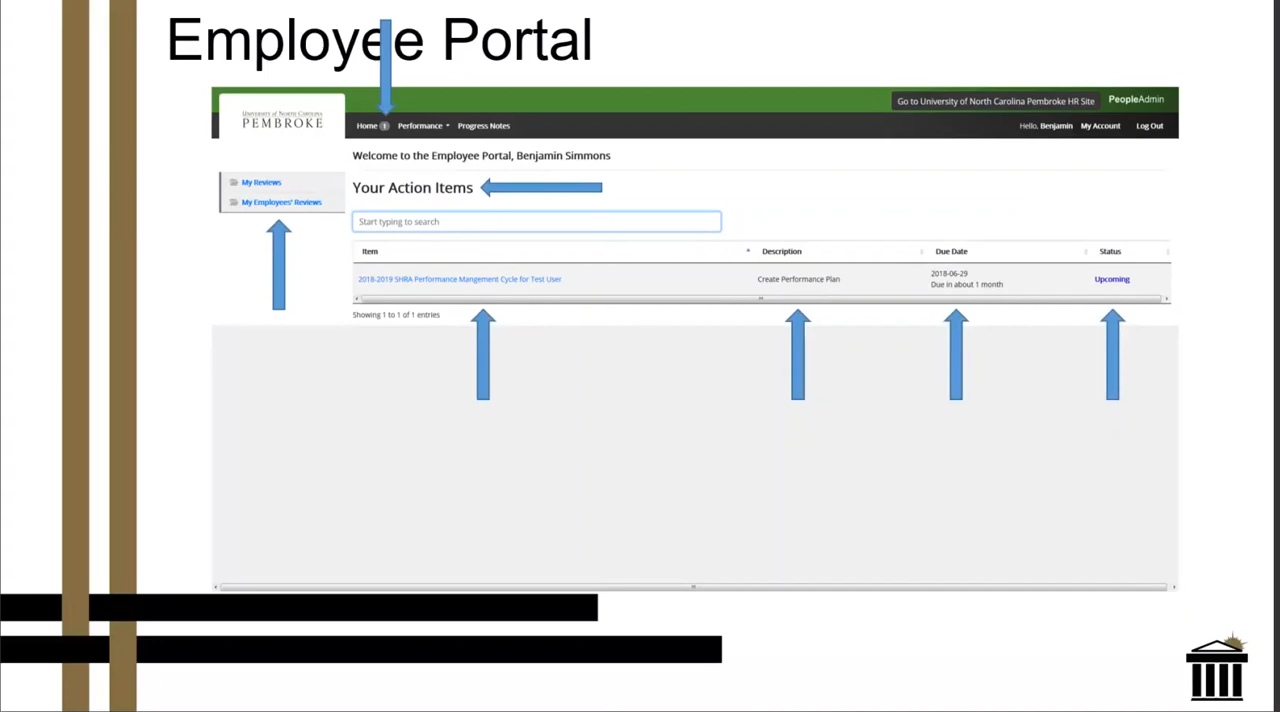 Employee Portal
Go to University of North Carolina Pembroke HR Site
PeopleAdmin
UNIVERSITY OF NORTH CAROLINA
PEMBROKE
Home 1 Performance Progress Notes
Hello, Benjamin My Account Log Out
Welcome to the Employee Portal, Benjamin Simmons
My Reviews
My Employees' Reviews
Your Action Items
Start typing to search
Item Description Due Date Status
2018-2019 SHRA Performance Mangement Cycle for Test User Create Performance Plan 2018-06-29 Upcoming
Due in about 1 month
Showing 1 to 1 of 1 entries